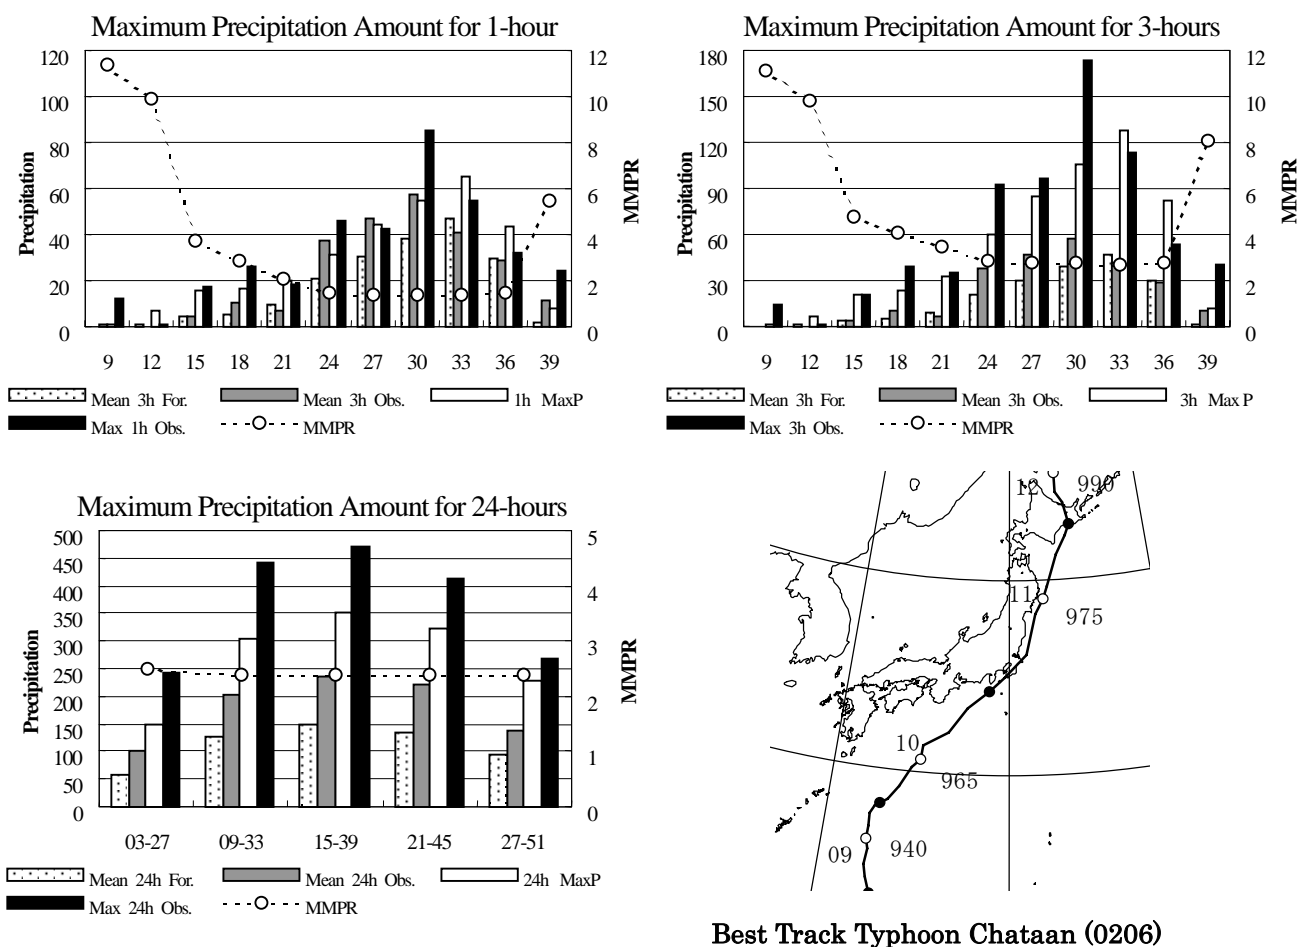 Maximum Precipitation Amount for 1-hour
120 12
100 10
80 8
60 6
40 4
20 2
0 0
Precipitation
MMPR
9 12 15 18 21 24 27 30 33 36 39
Mean 3h For. Mean 3h Obs. 1h MaxP
Max 1h Obs. MMPR
Maximum Precipitation Amount for 3-hours
180 12
150 10
120 8
90 6
60 4
30 2
0 0
Precipitation
MMPR
9 12 15 18 21 24 27 30 33 36 39
Mean 3h For. Mean 3h Obs. 3h MaxP
Max 3h Obs. MMPR
Maximum Precipitation Amount for 24-hours
500 5
450
400 4
350
300 3
250
200 2
150
100 1
50
0 0
Precipitation
MMPR
03-27 09-33 15-39 21-45 27-51
Mean 24h For. Mean 24h Obs. 24h MaxP
Max 24h Obs. MMPR
12 990
11
975
10
965
09 940
Best Track Typhoon Chataan (0206)